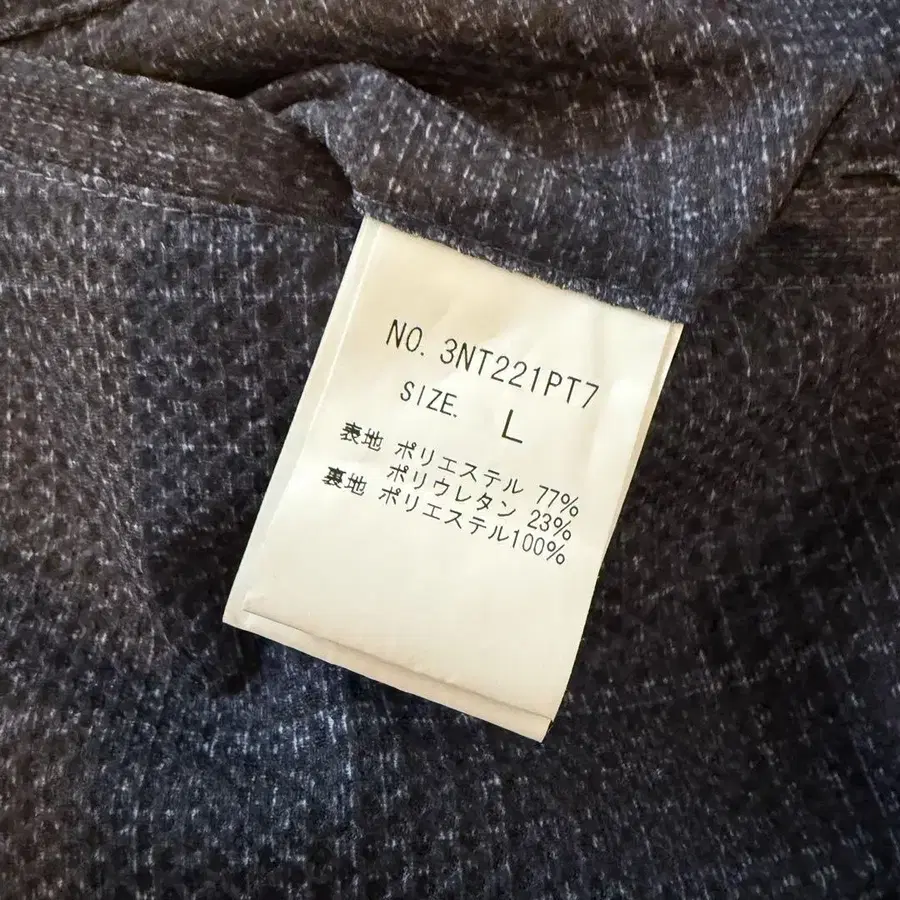 NO. 3NT221PT7
SIZE. L
表地 ポリエステル 77%
ポリウレタン 23%
裏地 ポリエステル100%